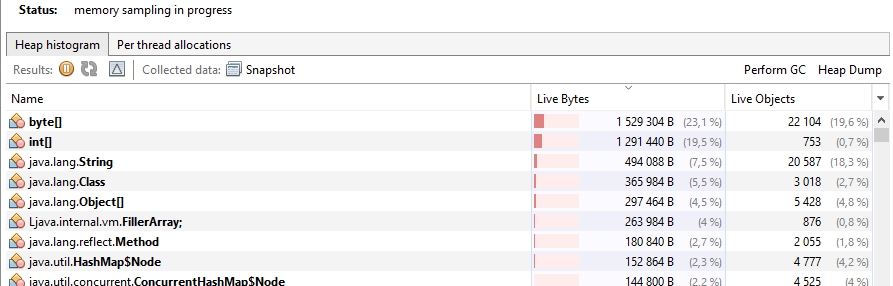 Status: memory sampling in progress
Heap histogram Per thread allocations
Results: Collected data: Snapshot Perform GC Heap Dump
Name Live Bytes Live Objects
byte[] 1 529 304 B (23,1 %) 22 104 (19,6 %)
int[] 1 291 440 B (19,5 %) 753 (0,7 %)
java.lang.String 494 088 B (7,5 %) 20 587 (18,3 %)
java.lang.Class 365 984 B (5,5 %) 3 018 (2,7 %)
java.lang.Object[] 297 464 B (4,5 %) 5 428 (4,8 %)
Ljava.internal.vm.FillerArray; 263 984 B (4 %) 876 (0,8 %)
java.lang.reflect.Method 180 840 B (2,7 %) 2 055 (1,8 %)
java.util.HashMap$Node 152 864 B (2,3 %) 4 777 (4,2 %)
java.util.concurrent.ConcurrentHashMap$Node 144 800 B (2,2 %) 4 525 (4 %)